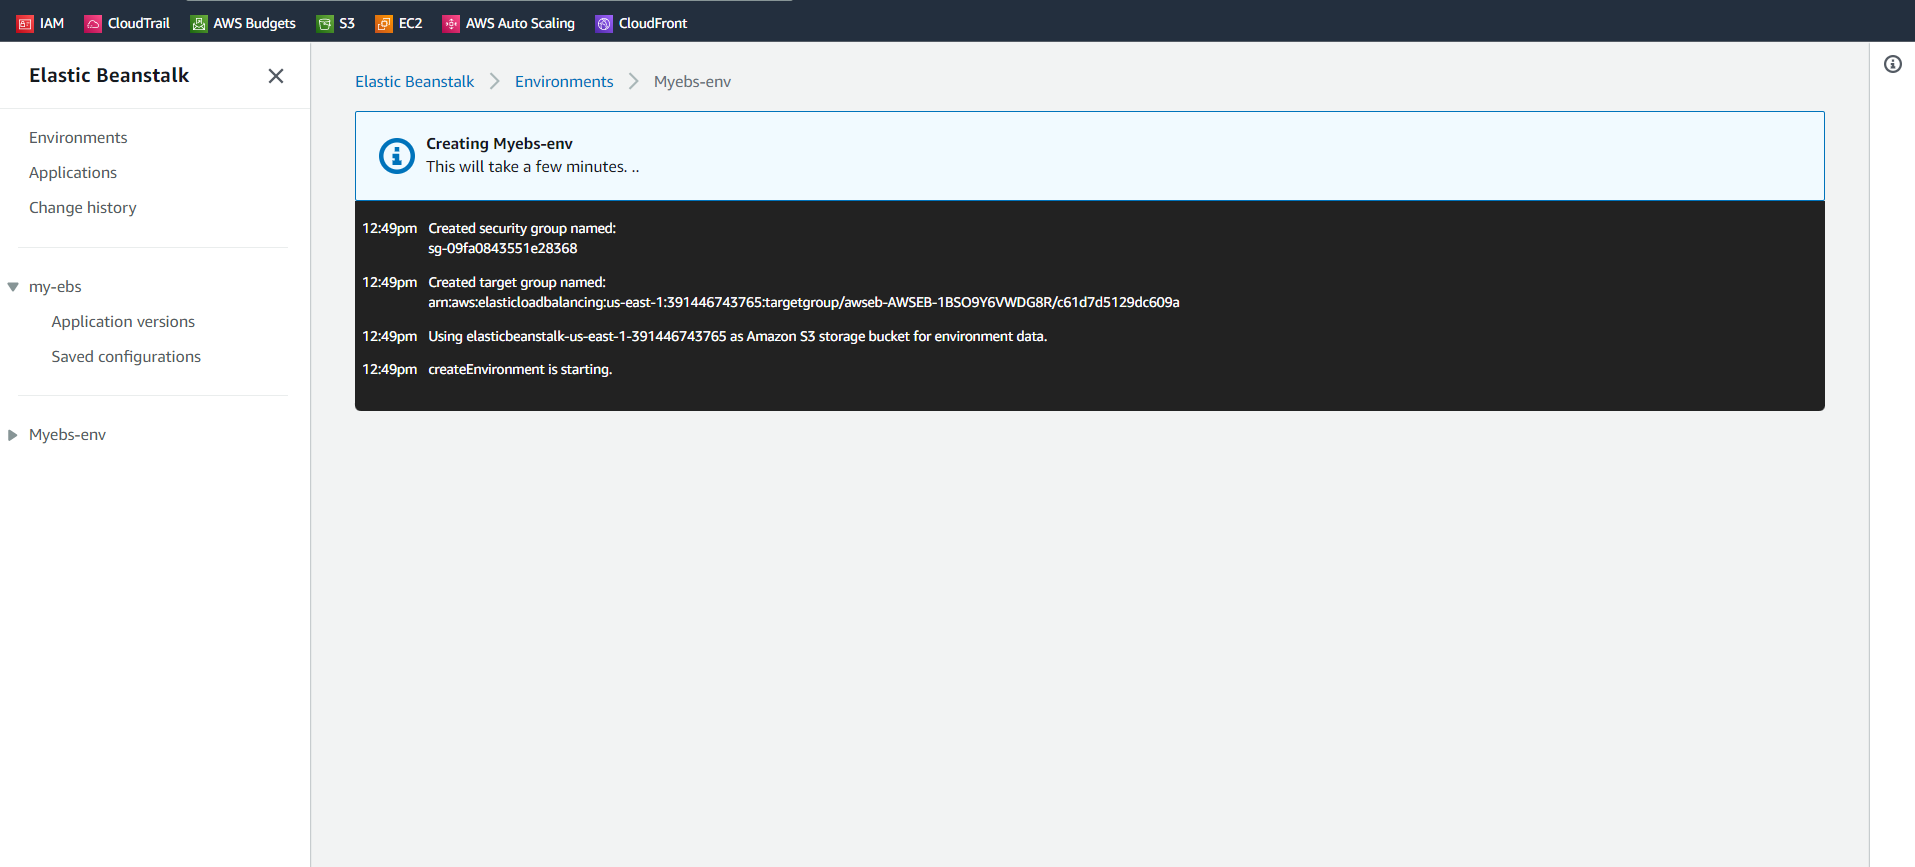 IAM CloudTrail AWS Budgets S3 EC2 AWS Auto Scaling CloudFront
Elastic Beanstalk
Environments
Applications
Change history
my-ebs
Application versions
Saved configurations
Myebs-env
Elastic Beanstalk Environments Myebs-env
Creating Myebs-env
This will take a few minutes. ..
12:49pm Created security group named:
sg-09fa0843551e28368
12:49pm Created target group named:
arn:aws:elasticloadbalancing:us-east-1:391446743765:targetgroup/awseb-AWSEB-1BSO9Y6VWDG8R/c61d7d5129dc609a
12:49pm Using elasticbeanstalk-us-east-1-391446743765 as Amazon S3 storage bucket for environment data.
12:49pm createEnvironment is starting.